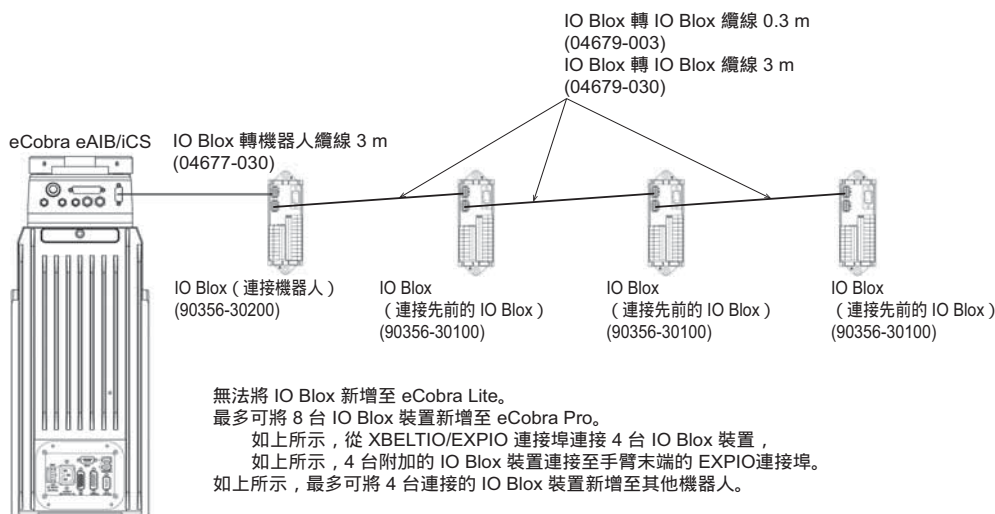 IO Blox 轉 IO Blox 纜線 0.3 m
(04679-003)
IO Blox 轉 IO Blox 纜線 3 m
(04679-030)
eCobra eAIB/iCS
IO Blox 轉機器人纜線 3 m
(04677-030)
IO Blox（連接機器人）
(90356-30200)
IO Blox
（連接先前的 IO Blox）
(90356-30100)
IO Blox
（連接先前的 IO Blox）
(90356-30100)
IO Blox
（連接先前的 IO Blox）
(90356-30100)
無法將 IO Blox 新增至 eCobra Lite。
最多可將 8 台 IO Blox 裝置新增至 eCobra Pro。
如上所示，從 XBELTIO/EXPIO 連接埠連接 4 台 IO Blox 裝置，
如上所示，4 台附加的 IO Blox 裝置連接至手臂末端的 EXPIO連接埠。
如上所示，最多可將 4 台連接的 IO Blox 裝置新增至其他機器人。